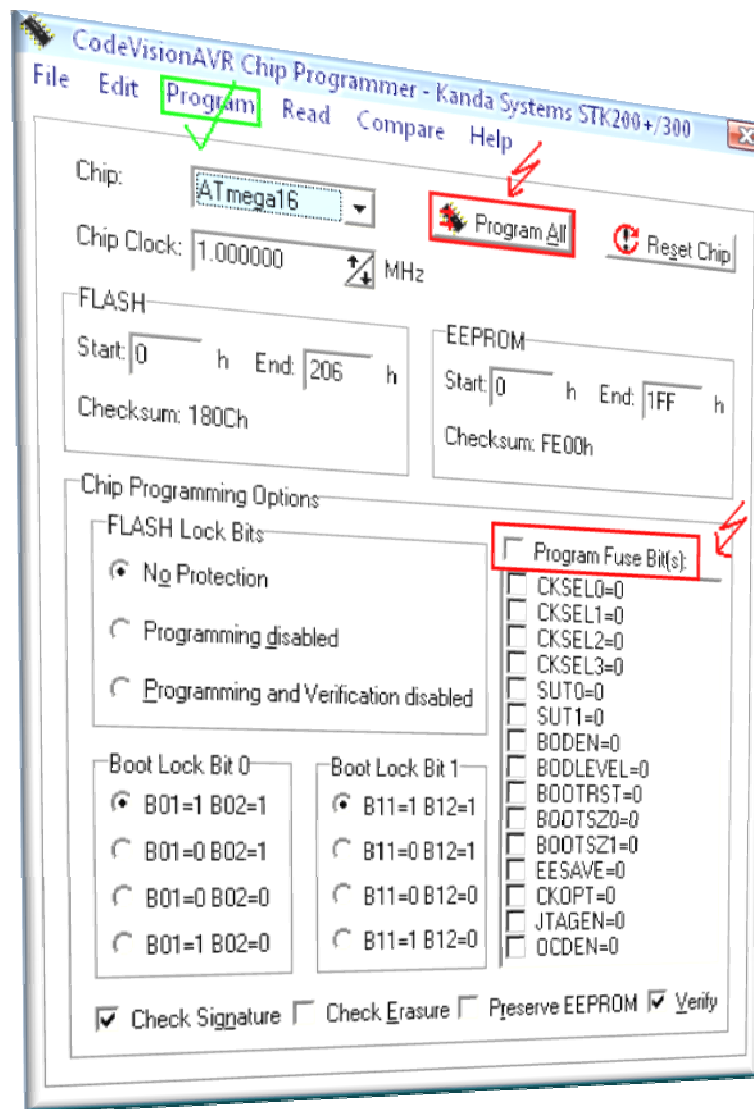 CodeVisionAVR Chip Programmer - Kanda Systems STK200+/300
File Edit Program Read Compare Help
Chip: ATmega16
Program All
Reset Chip
Chip Clock: 1.000000 MHz
FLASH
Start: 0 h End: 206 h
Checksum: 180Ch
EEPROM
Start: 0 h End: 1FF h
Checksum: FE00h
Chip Programming Options
FLASH Lock Bits
No Protection
Programming disabled
Programming and Verification disabled
Program Fuse Bit(s):
CKSEL0=0
CKSEL1=0
CKSEL2=0
CKSEL3=0
SUT0=0
SUT1=0
BODEN=0
BODLEVEL=0
BOOTRST=0
BOOTSZ0=0
BOOTSZ1=0
EESAVE=0
CKOPT=0
JTAGEN=0
OCDEN=0
Boot Lock Bit 0
B01=1 B02=1
B01=0 B02=1
B01=0 B02=0
B01=1 B02=0
Boot Lock Bit 1
B11=1 B12=1
B11=0 B12=1
B11=0 B12=0
B11=1 B12=0
Check Signature Check Erasure Preserve EEPROM Verify